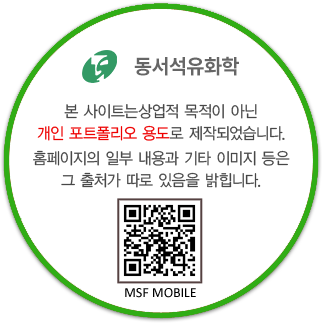 동서석유화학
본 사이트는상업적 목적이 아닌
개인 포트폴리오 용도로 제작되었습니다.
홈페이지의 일부 내용과 기타 이미지 등은
그 출처가 따로 있음을 밝힙니다.
MSF MOBILE